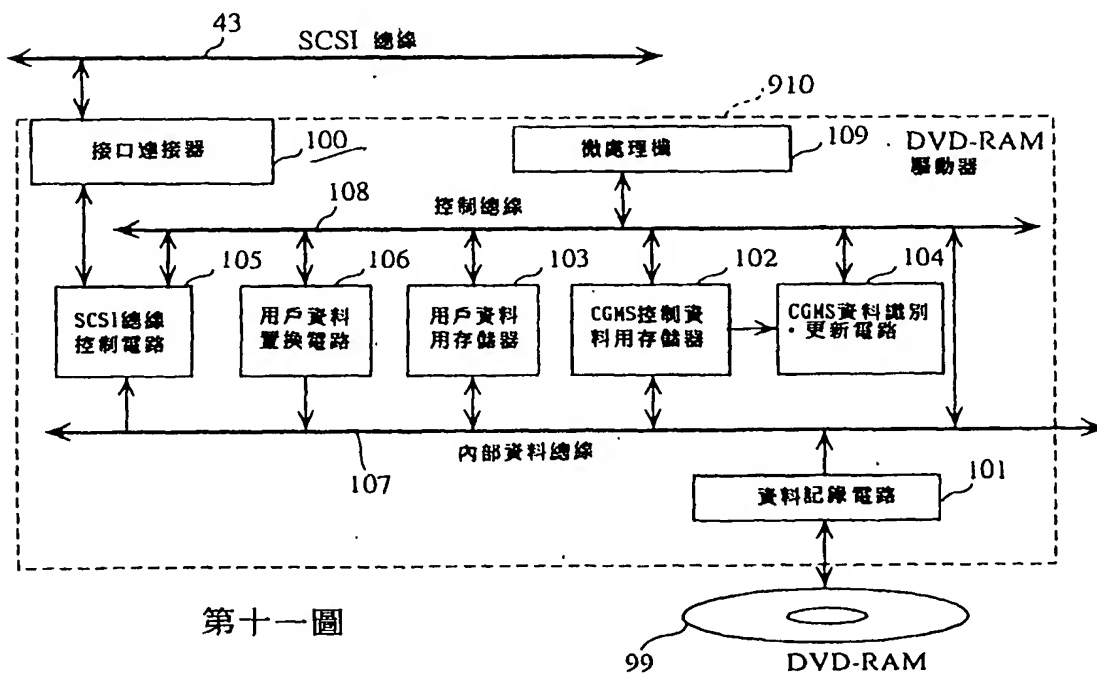 43
SCSI 總線
910
接口連接器
100
微處理機
109
DVD-RAM
驅動器
108
控制總線
105
106
103
102
104
SCSI總線
控制電路
用戶資料
置換電路
用戶資料
用存儲器
CGMS控制資
料用存儲器
CGMS資料識別
・更新電路
內部資料總線
107
資料記錄電路
101
第十一圖
99
DVD-RAM